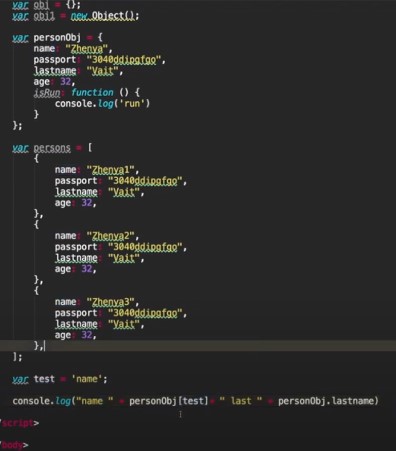 var obj = {};
var obj1 = new Object();
var personObj = {
name: "Zhenya",
passport: "3040ddipgfgo",
lastname: "Vait",
age: 32,
isRun: function () {
console.log('run')
}
};
var persons = [
{
name: "Zhenya1",
passport: "3040ddipgfgo",
lastname: "Vait",
age: 32,
},
{
name: "Zhenya2",
passport: "3040ddipgfgo",
lastname: "Vait",
age: 32,
},
{
name: "Zhenya3",
passport: "3040ddipgfgo",
lastname: "Vait",
age: 32,
},
];
var test = 'name';
console.log("name " + personObj[test]+ " last " + personObj.lastname)
/script>
/body>